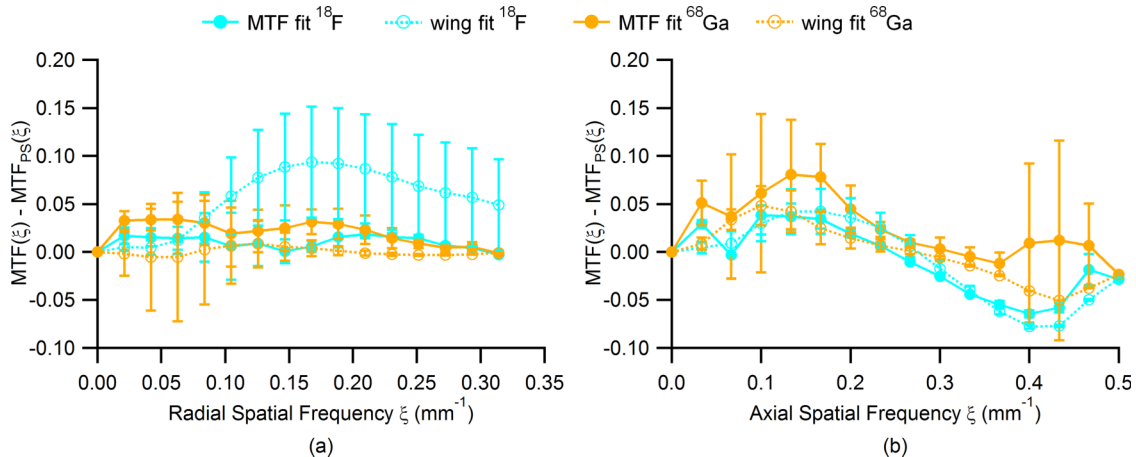 MTF fit ¹⁸F wing fit ¹⁸F MTF fit ⁶⁸Ga wing fit ⁶⁸Ga
MTF(ξ) - MTF_PS(ξ)
0.20
0.15
0.10
0.05
0.00
-0.05
-0.10
0.00 0.05 0.10 0.15 0.20 0.25 0.30 0.35
Radial Spatial Frequency ξ (mm⁻¹)
(a)
MTF(ξ) - MTF_PS(ξ)
0.20
0.15
0.10
0.05
0.00
-0.05
-0.10
0.0 0.1 0.2 0.3 0.4 0.5
Axial Spatial Frequency ξ (mm⁻¹)
(b)